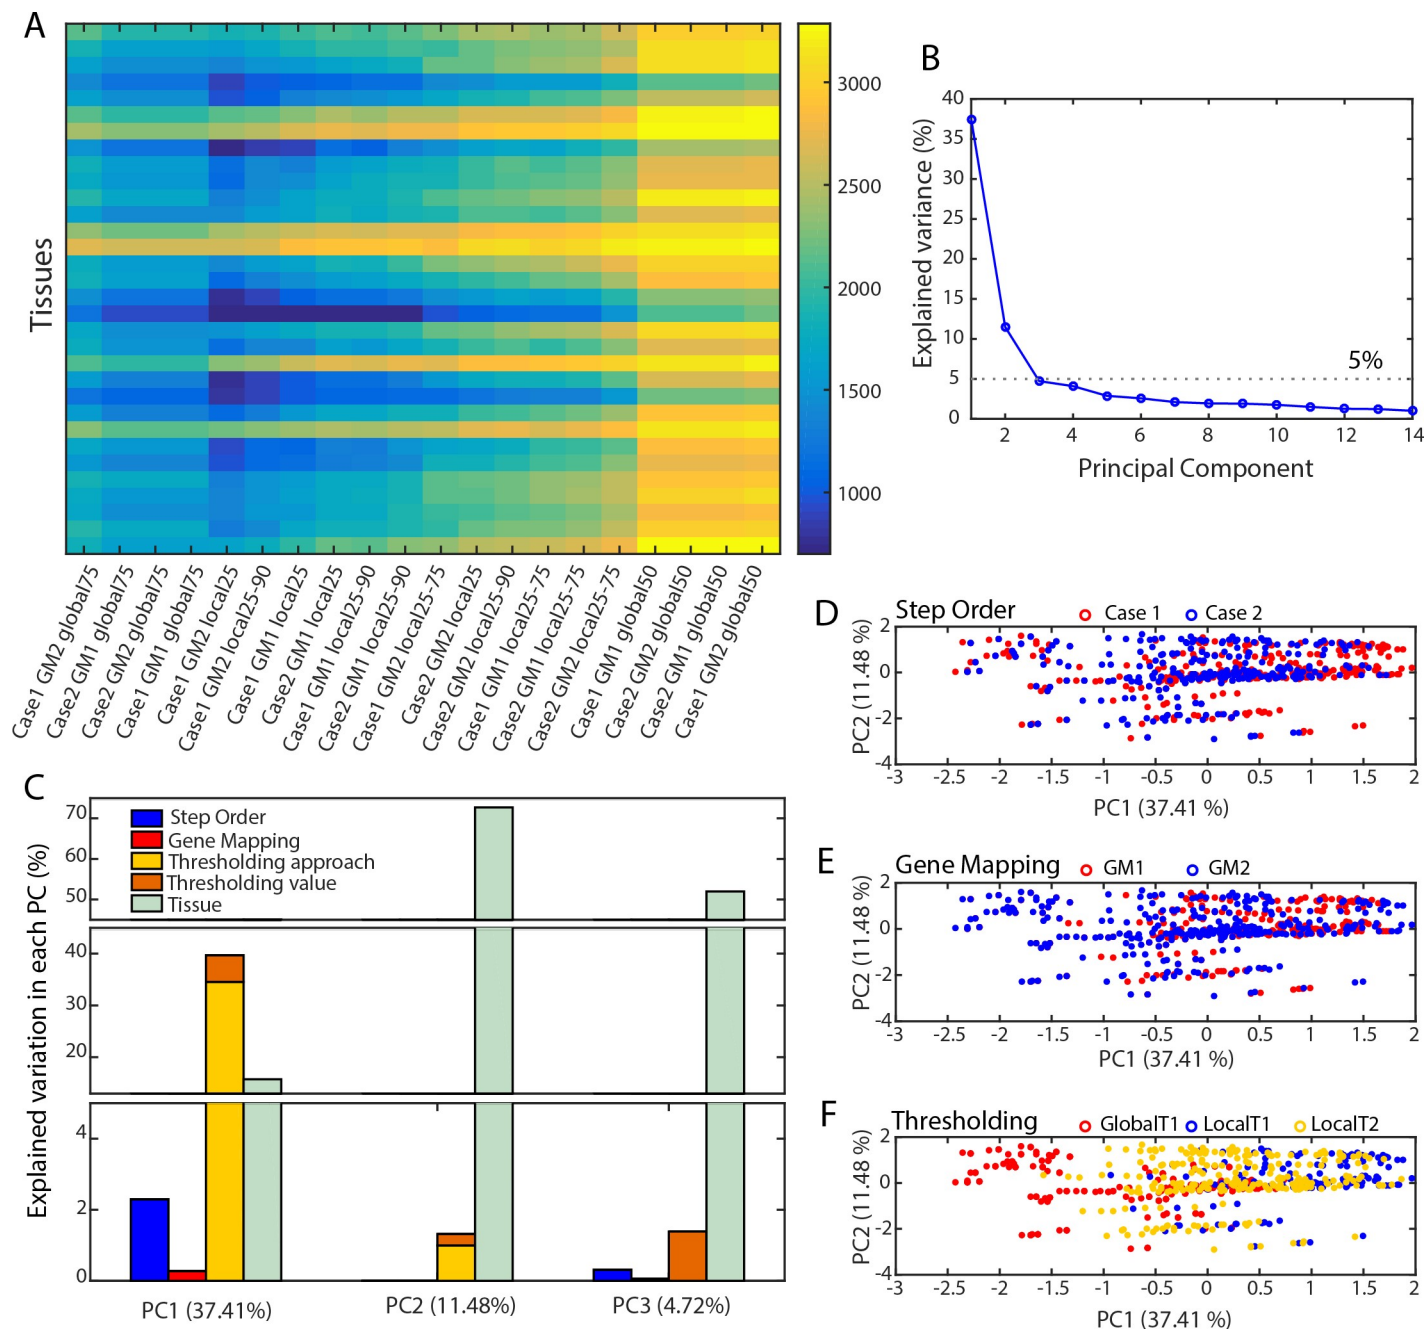 A
Tissues
3000
2500
2000
1500
1000
Case1 GM2 global75
Case2 GM1 global75
Case2 GM2 global75
Case1 GM1 global75
Case1 GM2 local25
Case1 GM2 local25-90
Case1 GM1 local25
Case2 GM1 local25
Case1 GM1 local25-90
Case2 GM1 local25-90
Case1 GM2 local25-75
Case2 GM2 local25
Case2 GM2 local25-90
Case1 GM1 local25-75
Case2 GM1 local25-75
Case2 GM2 local25-75
Case1 GM1 global50
Case2 GM2 global50
Case2 GM1 global50
Case1 GM2 global50
B
Explained variance (%)
40
35
30
25
20
15
10
5
0
5%
2 4 6 8 10 12 14
Principal Component
C
Explained variation in each PC (%)
70
60
50
40
30
20
4
2
0
Step Order
Gene Mapping
Thresholding approach
Thresholding value
Tissue
PC1 (37.41%) PC2 (11.48%) PC3 (4.72%)
D
Step Order Case 1 Case 2
PC2 (11.48 %)
2
0
-2
-4
-3 -2.5 -2 -1.5 -1 -0.5 0 0.5 1 1.5 2
PC1 (37.41 %)
E
Gene Mapping GM1 GM2
PC2 (11.48 %)
2
0
-2
-4
-3 -2.5 -2 -1.5 -1 -0.5 0 0.5 1 1.5 2
PC1 (37.41 %)
F
Thresholding GlobalT1 LocalT1 LocalT2
PC2 (11.48 %)
2
0
-2
-4
-3 -2.5 -2 -1.5 -1 -0.5 0 0.5 1 1.5 2
PC1 (37.41 %)